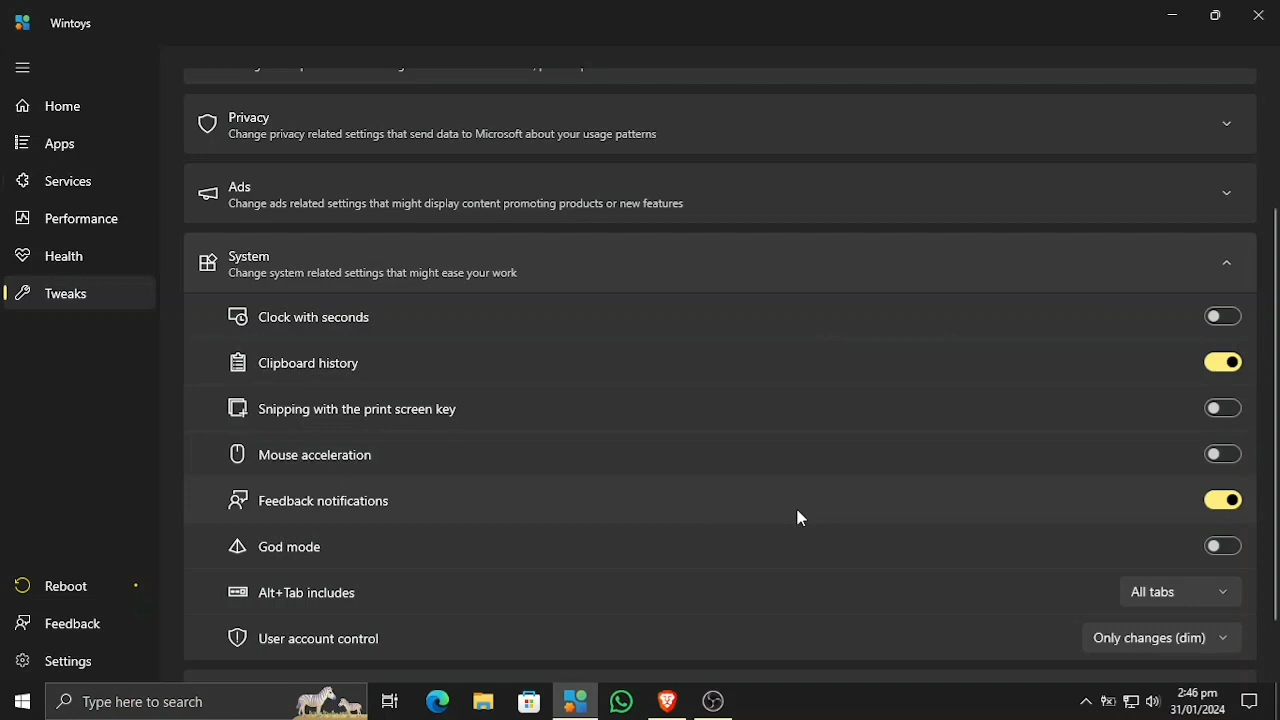 Wintoys
Home
Apps
Services
Performance
Health
Tweaks
Reboot
Feedback
Settings
Privacy
Change privacy related settings that send data to Microsoft about your usage patterns
Ads
Change ads related settings that might display content promoting products or new features
System
Change system related settings that might ease your work
Clock with seconds
Clipboard history
Snipping with the print screen key
Mouse acceleration
Feedback notifications
God mode
Alt+Tab includes
All tabs
User account control
Only changes (dim)
Type here to search
2:46 pm
31/01/2024